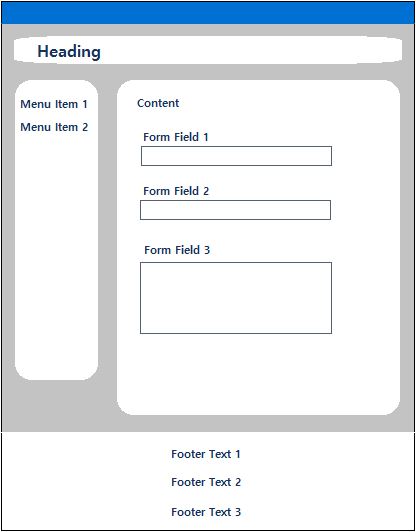 Heading
Menu Item 1
Menu Item 2
Content
Form Field 1
Form Field 2
Form Field 3
Footer Text 1
Footer Text 2
Footer Text 3